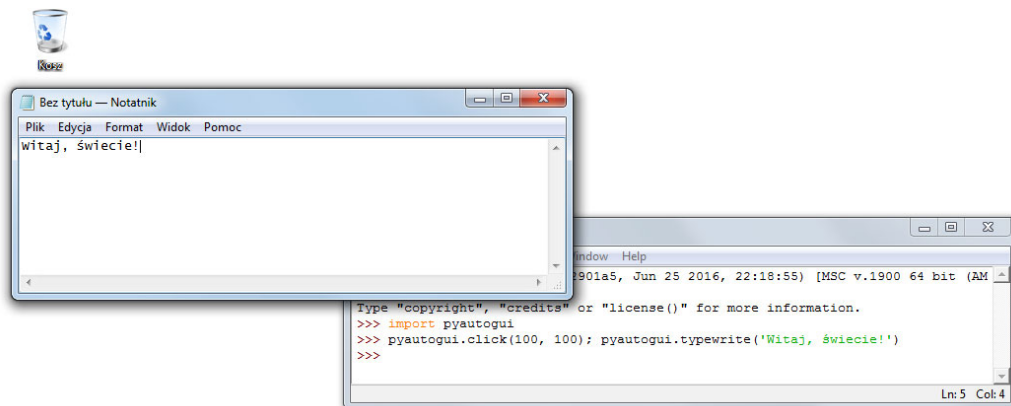 Kosz
Bez tytułu — Notatnik
Plik Edycja Format Widok Pomoc
Witaj, świecie!
indow Help
2901a5, Jun 25 2016, 22:18:55) [MSC v.1900 64 bit (AM
Type "copyright", "credits" or "license()" for more information.
>>> import pyautogui
>>> pyautogui.click(100, 100); pyautogui.typewrite('Witaj, świecie!')
>>>
Ln: 5 Col: 4